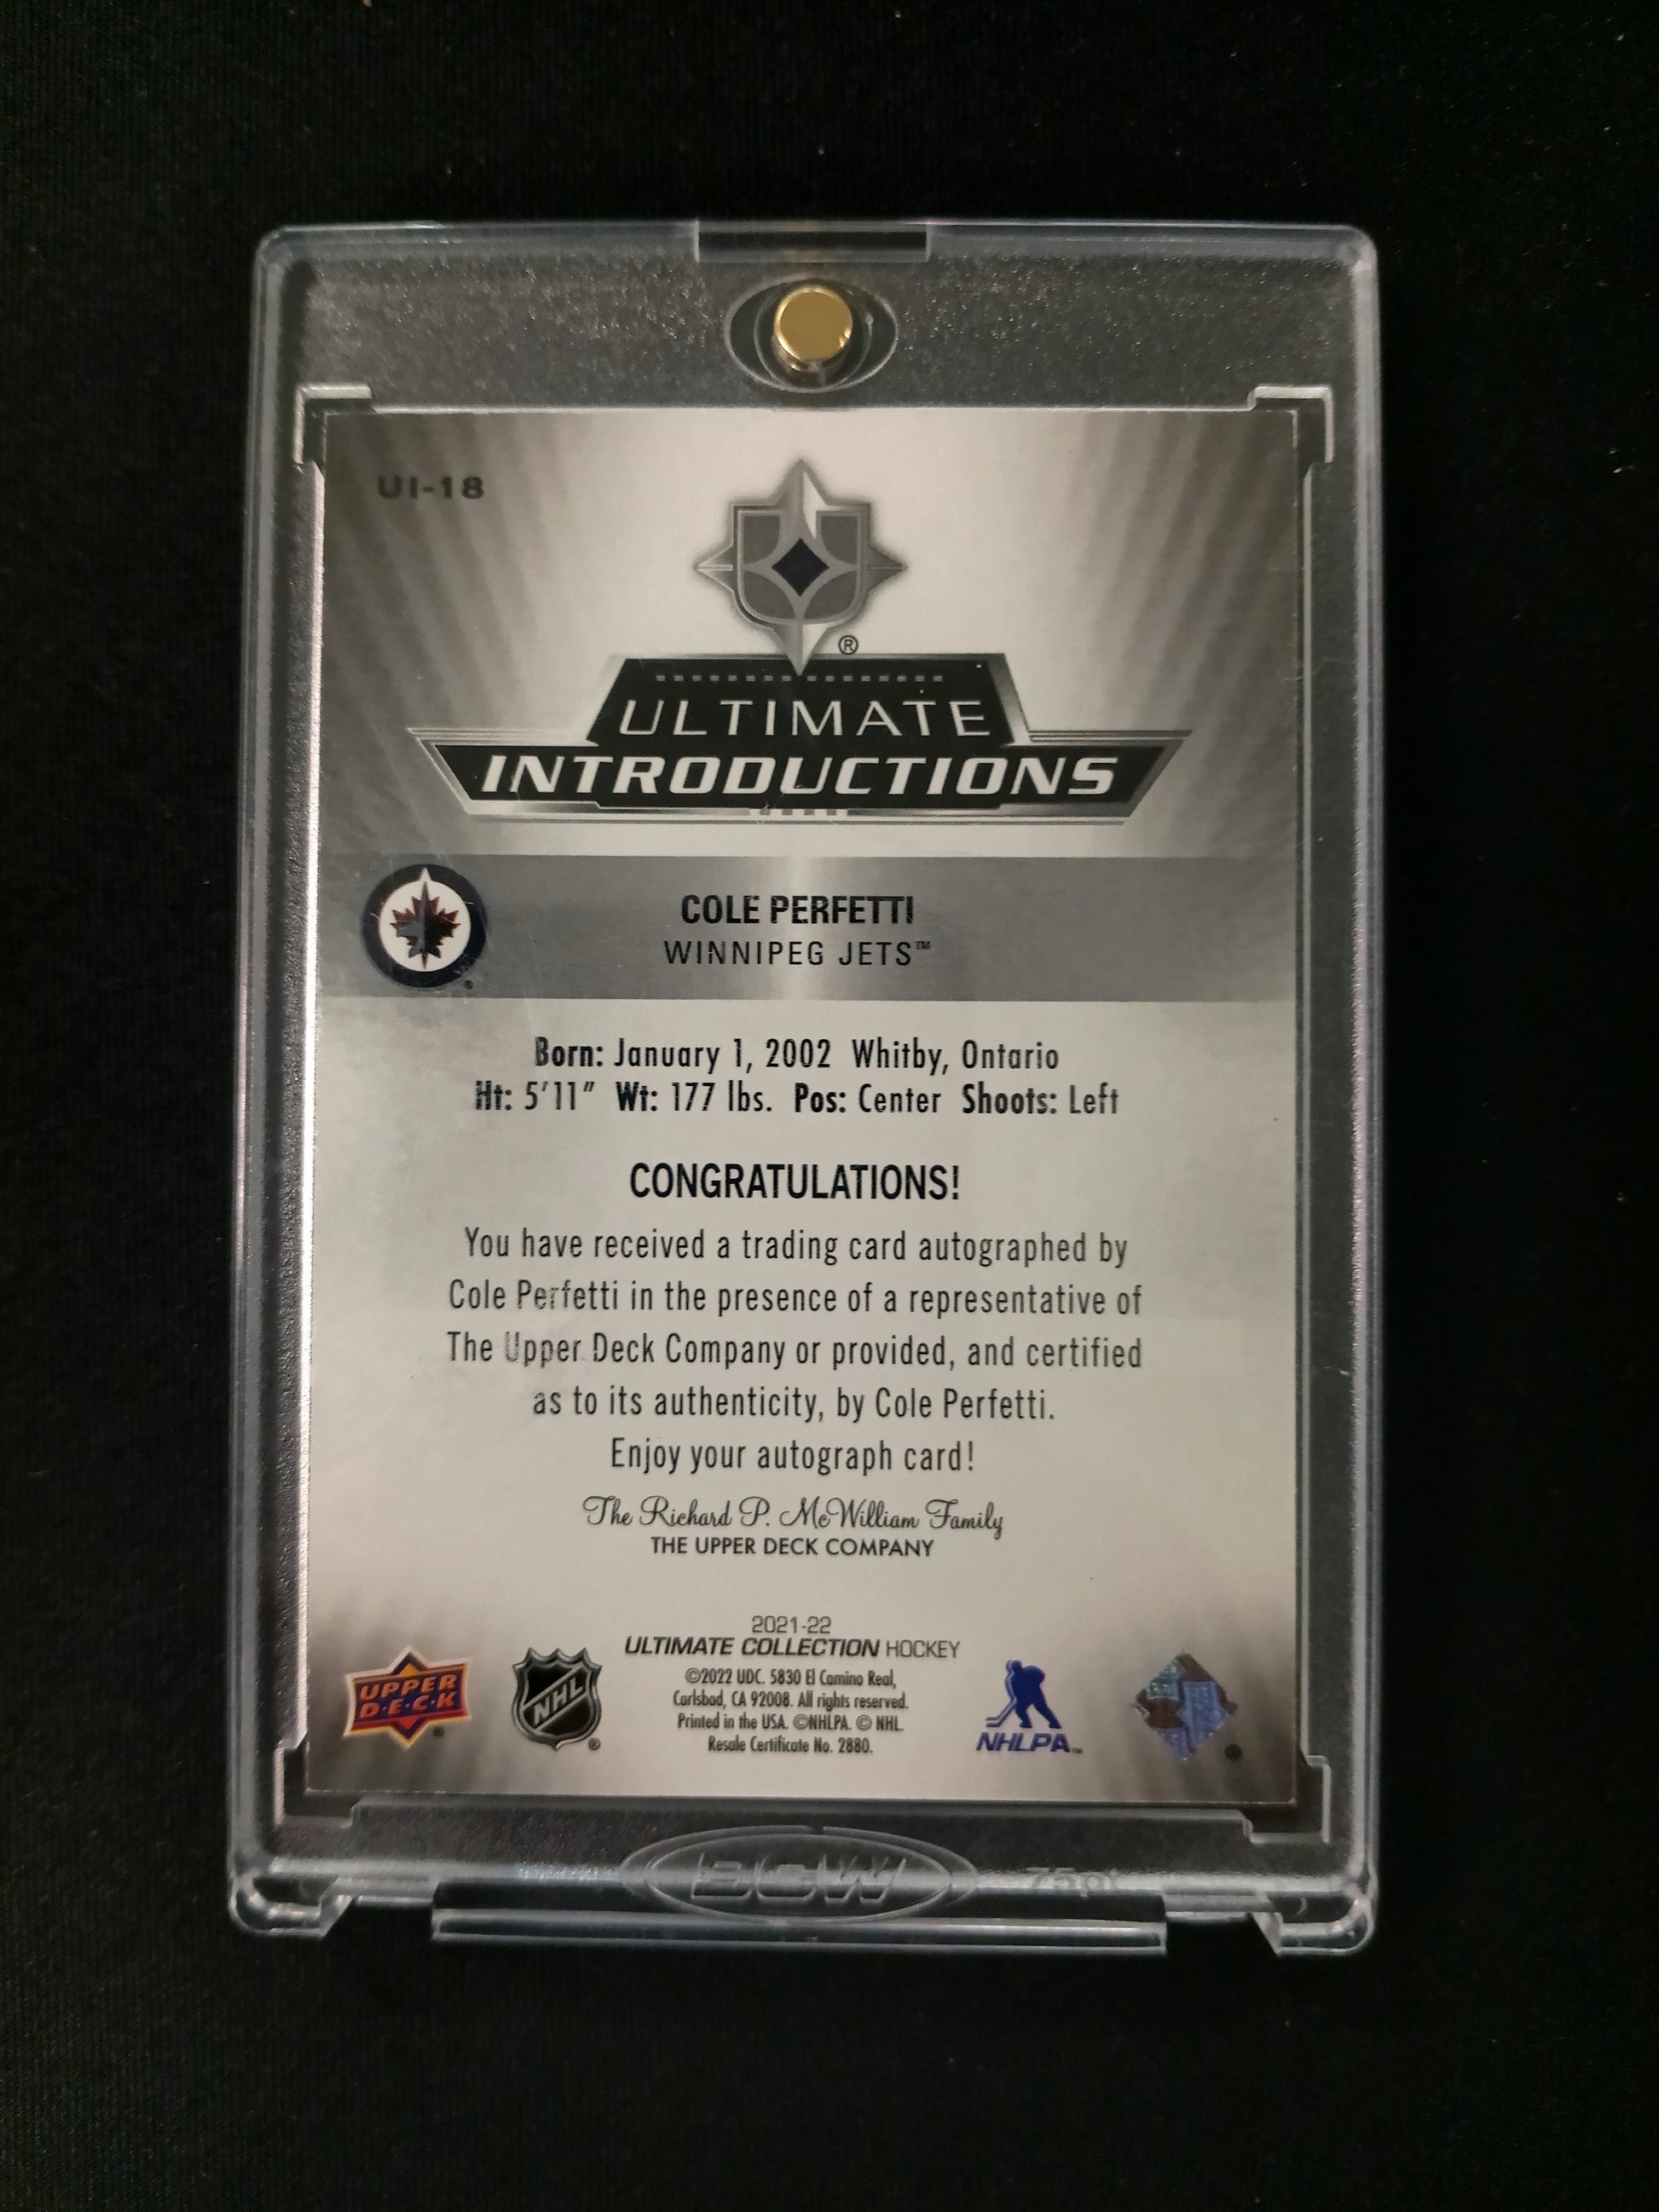 UI-18
®
ULTIMATE
INTRODUCTIONS
COLE PERFETTI
WINNIPEG JETS™
Born: January 1, 2002 Whitby, Ontario
Ht: 5'11" Wt: 177 lbs. Pos: Center Shoots: Left
CONGRATULATIONS!
You have received a trading card autographed by
Cole Perfetti in the presence of a representative of
The Upper Deck Company or provided, and certified
as to its authenticity, by Cole Perfetti.
Enjoy your autograph card!
The Richard P. McWilliam Family
THE UPPER DECK COMPANY
2021-22
ULTIMATE COLLECTION HOCKEY
©2022 UDC. 5830 El Camino Real,
Carlsbad, CA 92008. All rights reserved.
Printed in the USA. ©NHLPA. © NHL.
Resale Certificate No. 2880.
UPPER
DECK
NHL
NHLPA™
BCW
75pt